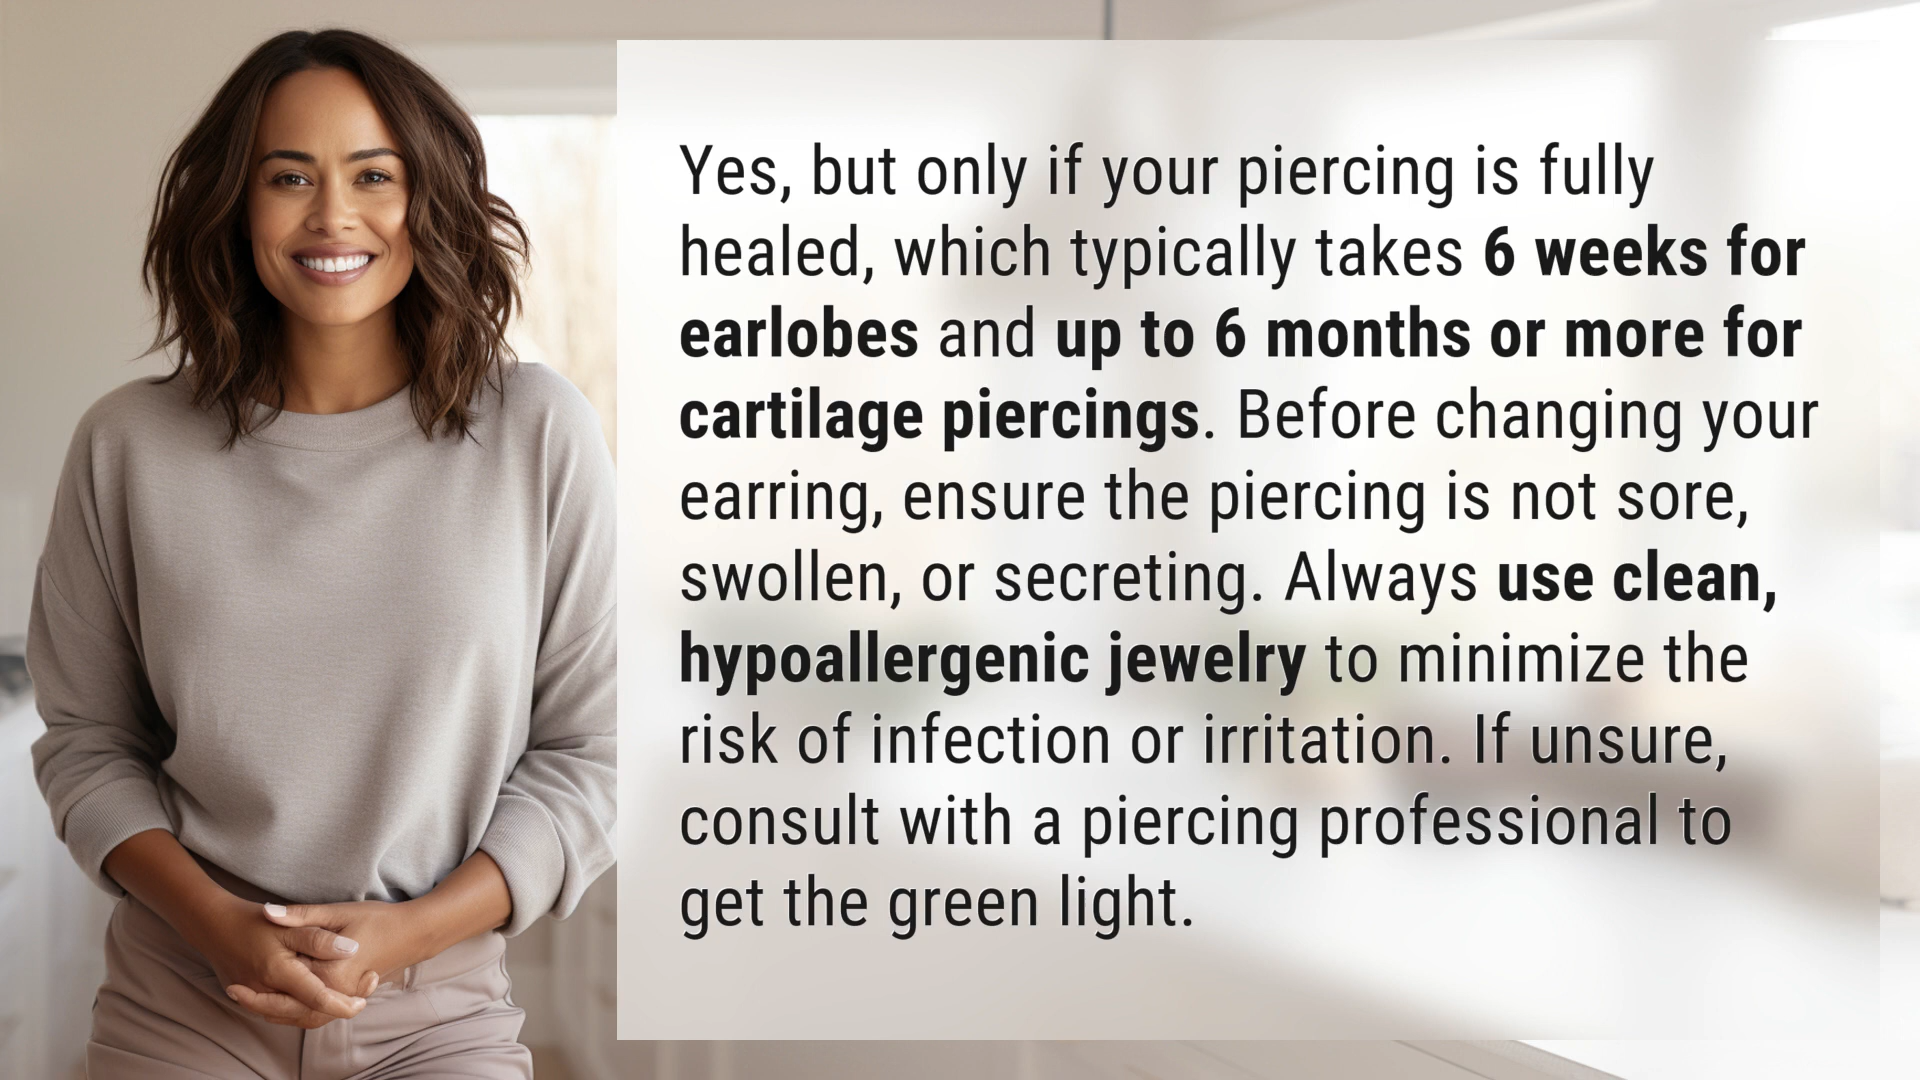 Yes, but only if your piercing is fully
healed, which typically takes 6 weeks for
earlobes and up to 6 months or more for
cartilage piercings. Before changing your
earring, ensure the piercing is not sore,
swollen, or secreting. Always use clean,
hypoallergenic jewelry to minimize the
risk of infection or irritation. If unsure,
consult with a piercing professional to
get the green light.